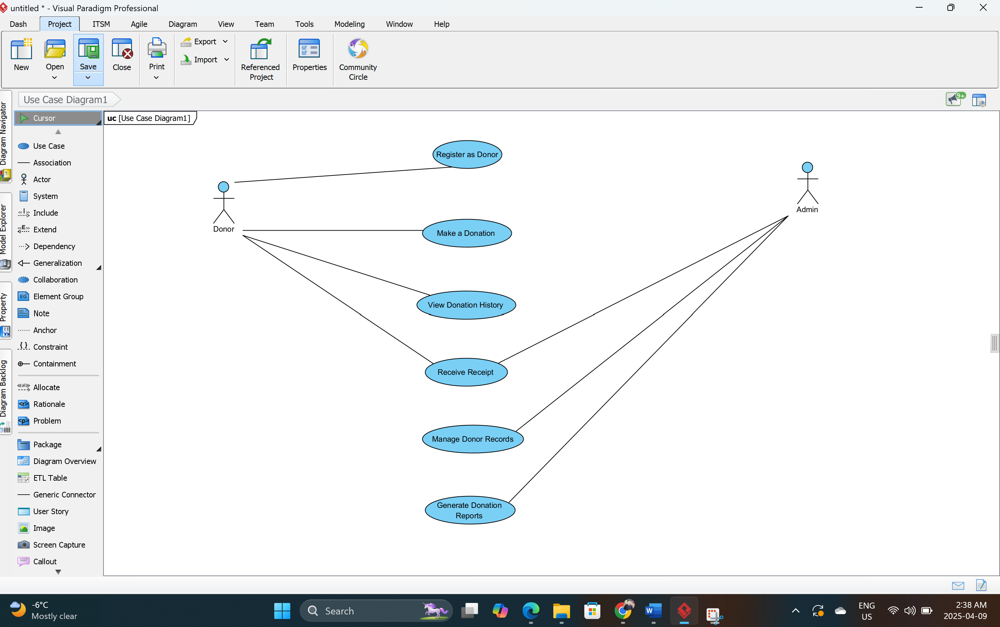 untitled * - Visual Paradigm Professional
Dash Project ITSM Agile Diagram View Team Tools Modeling Window Help
New Open Save Close Print Export Import Referenced Project Properties Community Circle
Use Case Diagram1
9+
Diagram Navigator
Model Explorer
Property
Diagram Backlog
Cursor
Use Case
Association
Actor
System
Include
Extend
Dependency
Generalization
Collaboration
EG Element Group
Note
Anchor
Constraint
Containment
Allocate
<r> Rationale
<p> Problem
Package
Diagram Overview
ETL Table
Generic Connector
User Story
Image
Screen Capture
Callout
uc [Use Case Diagram1]
Register as Donor
Donor
Admin
Make a Donation
View Donation History
Receive Receipt
Manage Donor Records
Generate Donation
Reports
-6°C
Mostly clear
Search
W
ENG
US
2:38 AM
2025-04-09